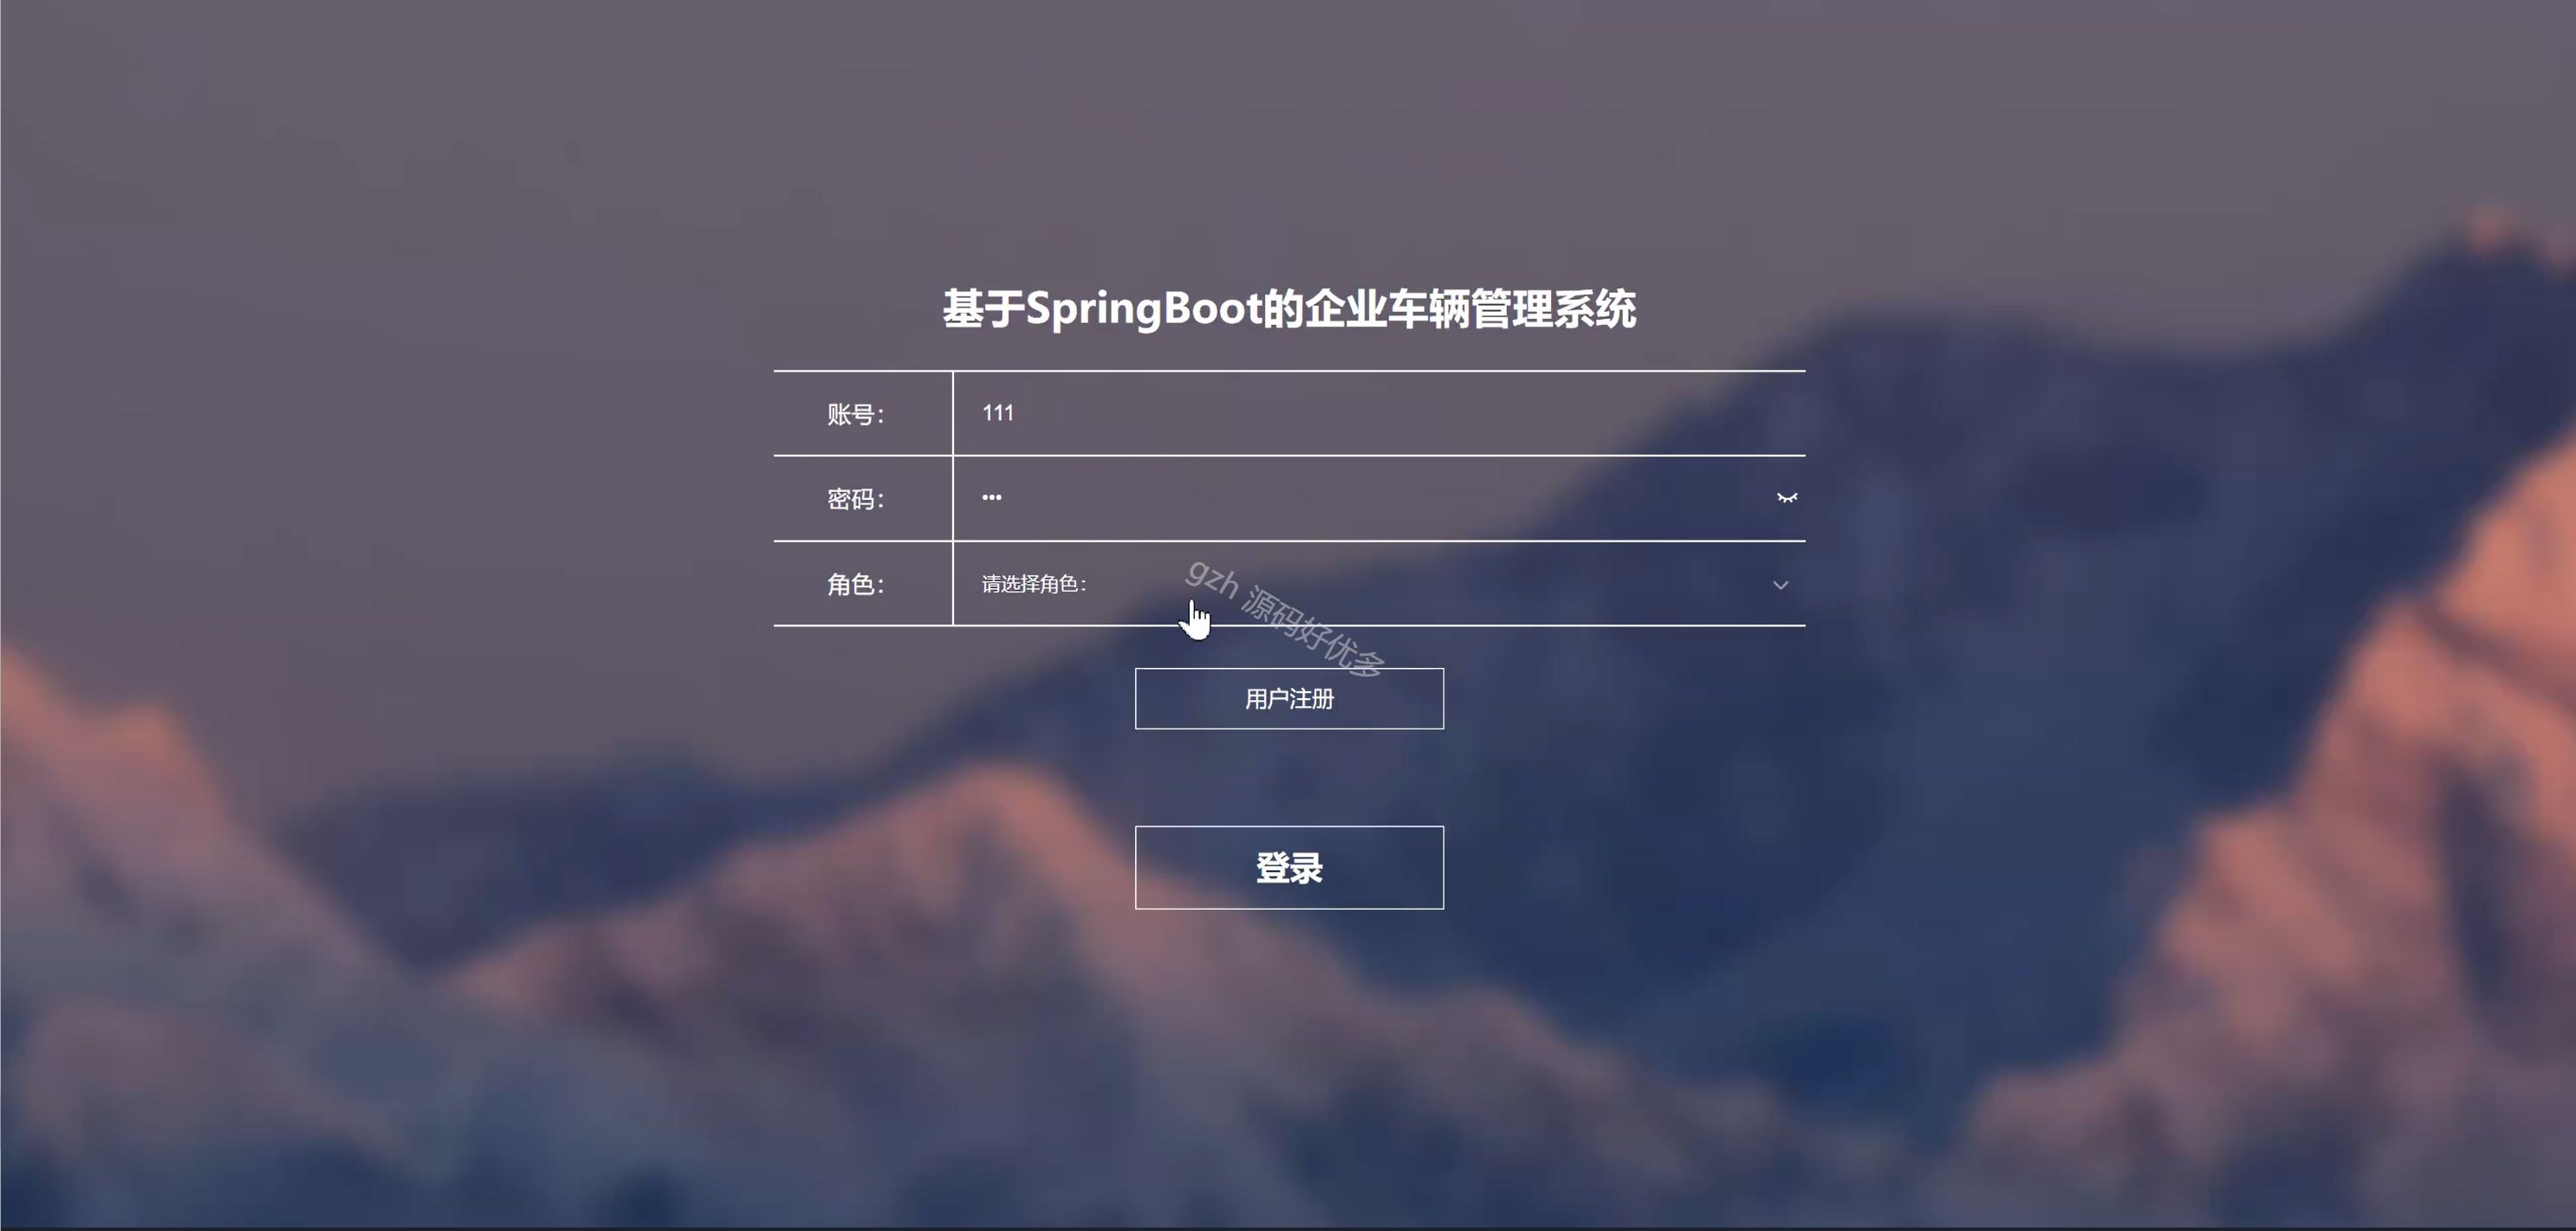 基于SpringBoot的企业车辆管理系统
账号：
111
密码：
•••
角色：
请选择角色：
gzh 源码好优多
用户注册
登录